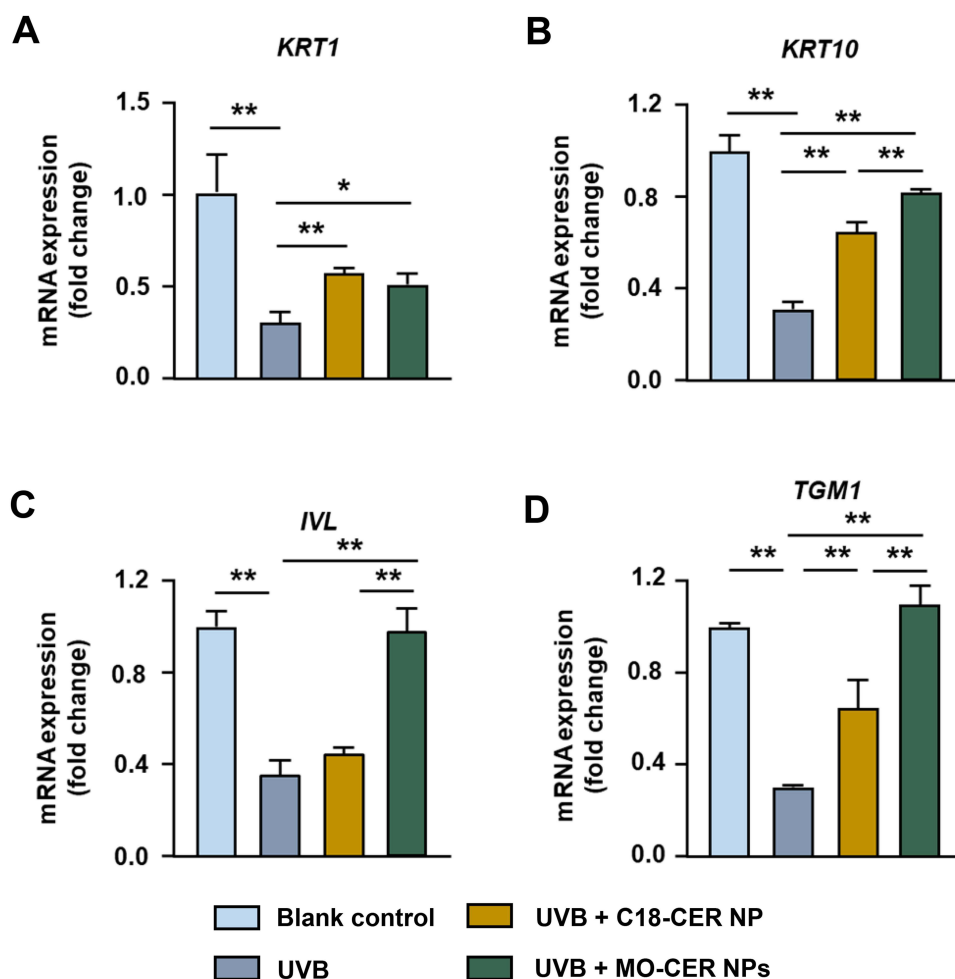 A
KRT1
mRNA expression
(fold change)
1.5
1.0
0.5
0.0
**
*
**
B
KRT10
mRNA expression
(fold change)
1.2
0.8
0.4
0.0
**
**
**
**
C
IVL
mRNA expression
(fold change)
1.2
0.8
0.4
0.0
**
**
**
D
TGM1
mRNA expression
(fold change)
1.2
0.8
0.4
0.0
**
**
**
**
Blank control
UVB + C18-CER NP
UVB
UVB + MO-CER NPs